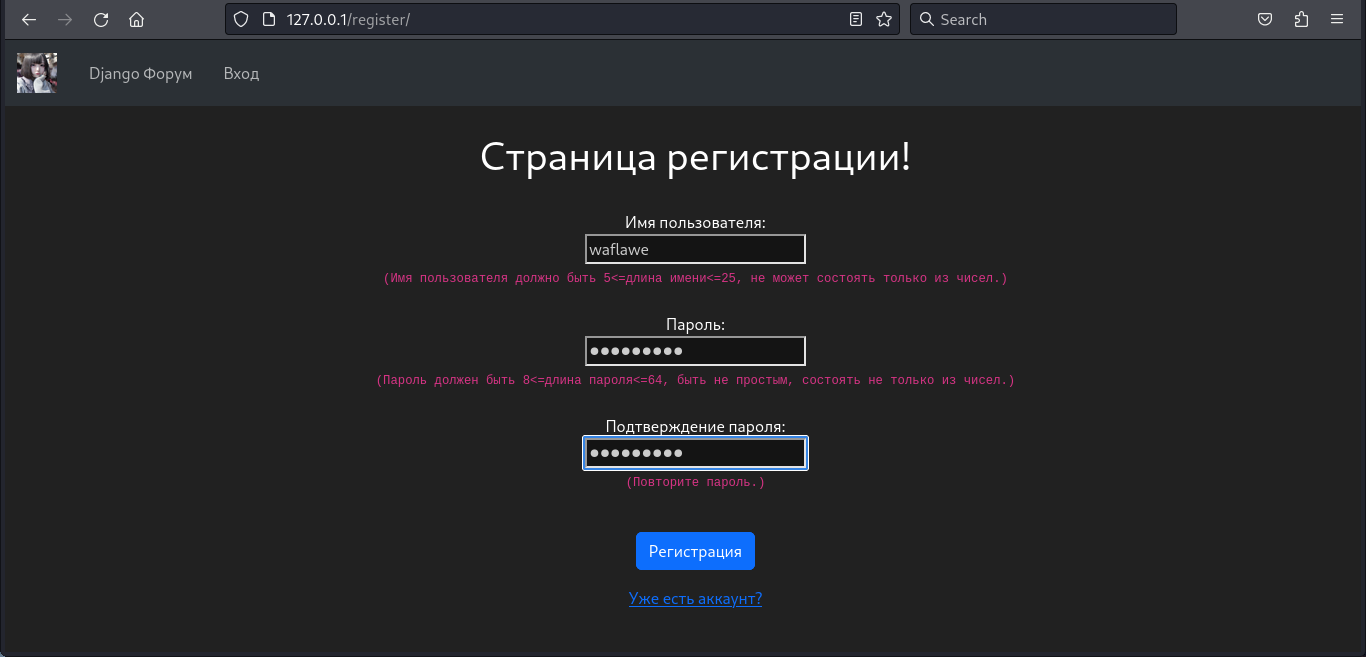 127.0.0.1/register/
Search
Django Форум Вход
Страница регистрации!
Имя пользователя:
waflawe
(Имя пользователя должно быть 5<=длина имени<=25, не может состоять только из чисел.)
Пароль:
●●●●●●●●●
(Пароль должен быть 8<=длина пароля<=64, быть не простым, состоять не только из чисел.)
Подтверждение пароля:
●●●●●●●●●
(Повторите пароль.)
Регистрация
Уже есть аккаунт?